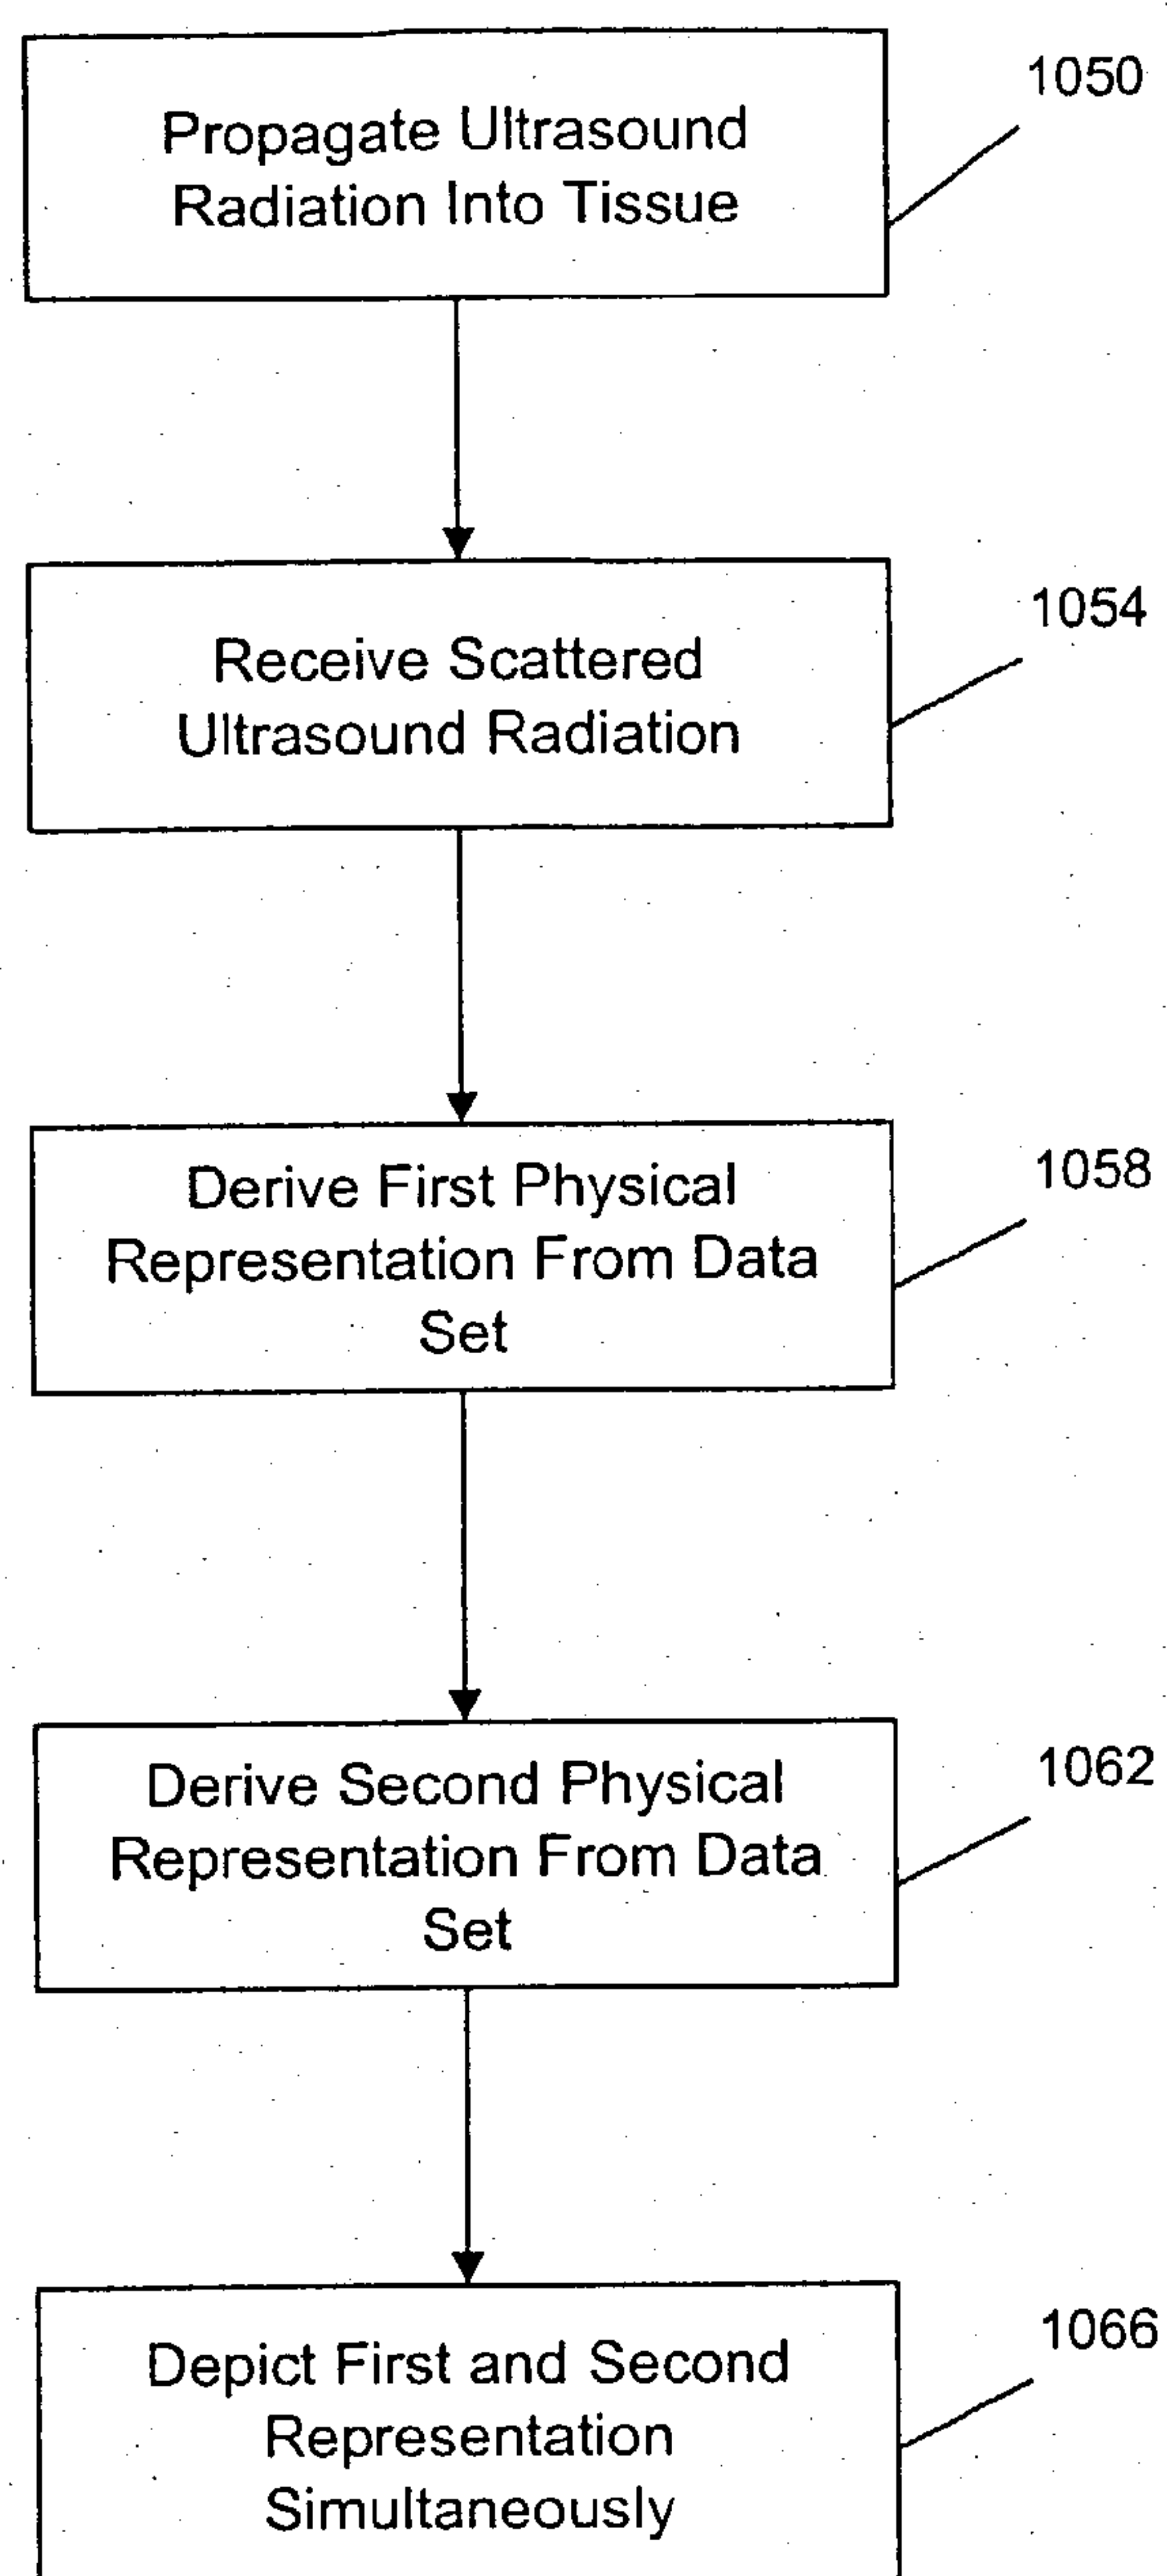 1050
Propagate Ultrasound
Radiation Into Tissue
1054
Receive Scattered
Ultrasound Radiation
1058
Derive First Physical
Representation From Data
Set
1062
Derive Second Physical
Representation From Data
Set
1066
Depict First and Second
Representation
Simultaneously